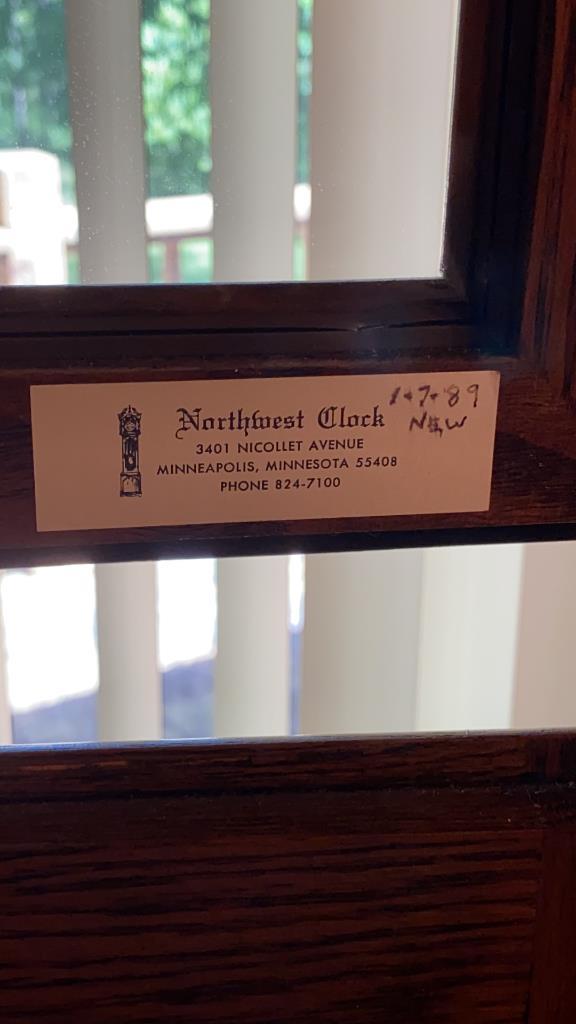 Northwest Clock
3401 NICOLLET AVENUE
MINNEAPOLIS, MINNESOTA 55408
PHONE 824-7100
1-7-89
NEW